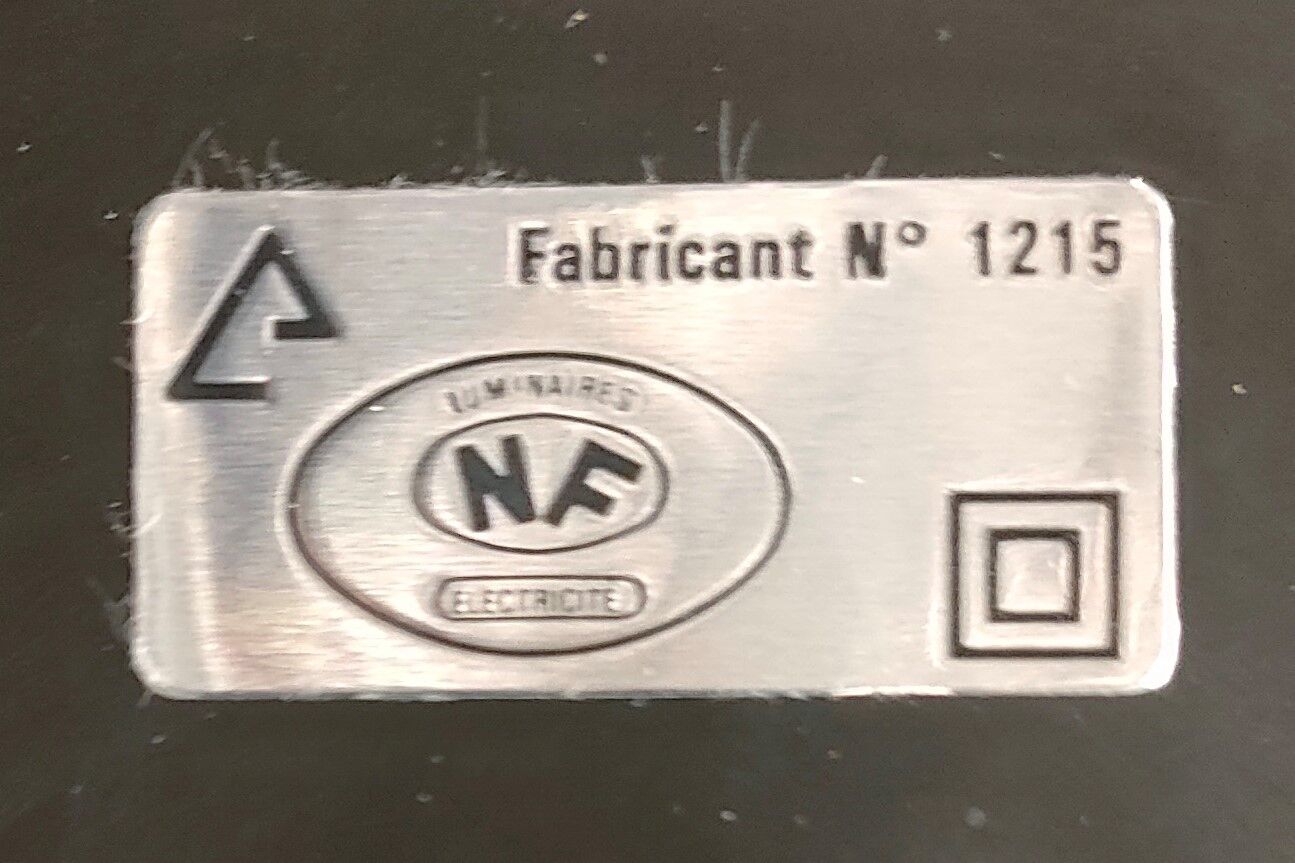 Fabricant N° 1215
LUMINAIRES
NF
ELECTRICITE